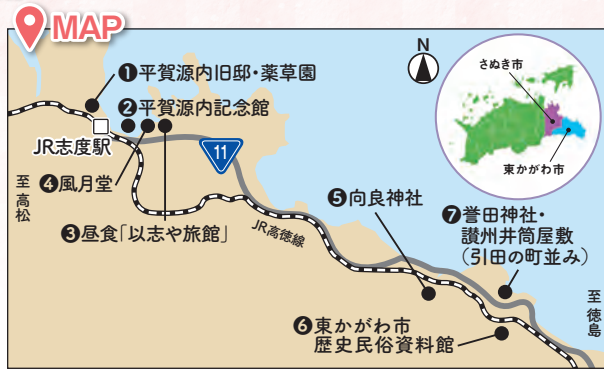 MAP
N
さぬき市
東かがわ市
❶平賀源内旧邸・薬草園
❷平賀源内記念館
JR志度駅
11
至高松
❹風月堂
❸昼食「以志や旅館」
JR高徳線
❺向良神社
❼誉田神社・
讃州井筒屋敷
(引田の町並み)
至徳島
❻東かがわ市
歴史民俗資料館